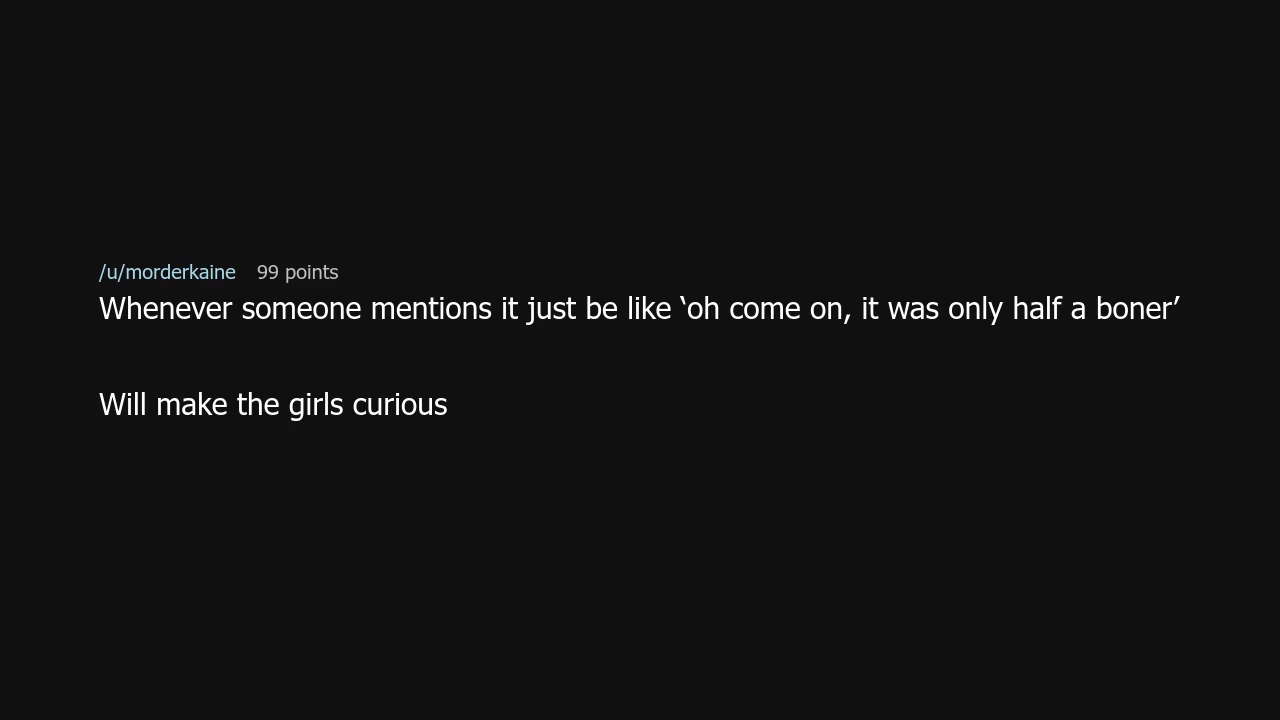 /u/morderkaine 99 points
Whenever someone mentions it just be like ‘oh come on, it was only half a boner’
Will make the girls curious